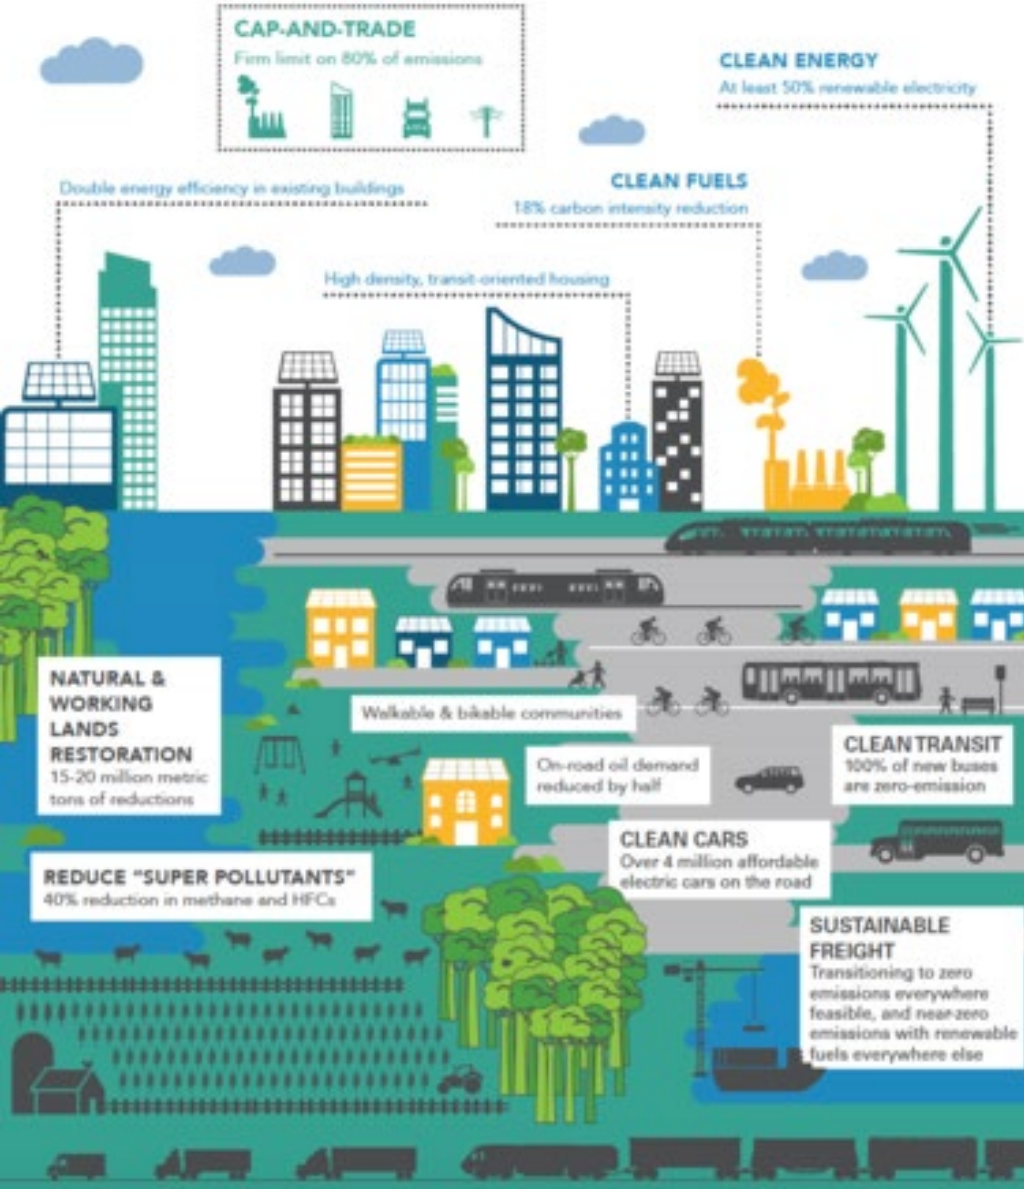 CAP-AND-TRADE
Firm limit on 80% of emissions
CLEAN ENERGY
At least 50% renewable electricity
Double energy efficiency in existing buildings
CLEAN FUELS
18% carbon intensity reduction
High density, transit-oriented housing
NATURAL &
WORKING
LANDS
RESTORATION
15-20 million metric
tons of reductions
Walkable & bikable communities
On-road oil demand
reduced by half
CLEAN TRANSIT
100% of new buses
are zero-emission
CLEAN CARS
Over 4 million affordable
electric cars on the road
REDUCE "SUPER POLLUTANTS"
40% reduction in methane and HFCs
SUSTAINABLE
FREIGHT
Transitioning to zero
emissions everywhere
feasible, and near-zero
emissions with renewable
fuels everywhere else